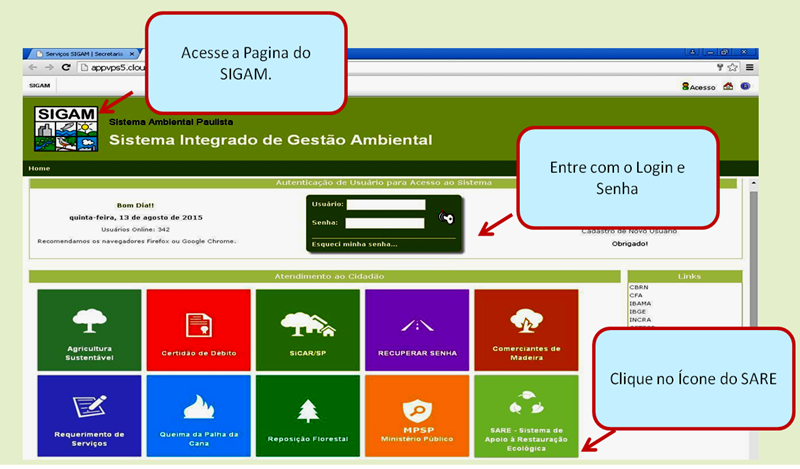 Acesse a Pagina do
SIGAM.
Serviços SIGAM | Secretaria
appvps5.clou
SIGAM
Acesso
SIGAM
Sistema Ambiental Paulista
Sistema Integrado de Gestão Ambiental
Home
Entre com o Login e
Senha
Autenticação de Usuário para Acesso ao Sistema
Bom Dia!!
quinta-feira, 13 de agosto de 2015
Usuários Online: 342
Recomendamos os navegadores Firefox ou Google Chrome.
Usuário:
Senha:
Esqueci minha senha...
Cadastro de Novo Usuário
Obrigado!
Atendimento ao Cidadão
Links
CBRN
CFA
IBAMA
IBGE
INCRA
Agricultura
Sustentável
Certidão de Débito
SiCAR/SP
RECUPERAR SENHA
Comerciantes de
Madeira
Clique no Ícone do SARE
Requerimento de
Serviços
Queima da Palha da
Cana
Reposição Florestal
MPSP
Ministério Público
SARE - Sistema de
Apoio à Restauração
Ecológica